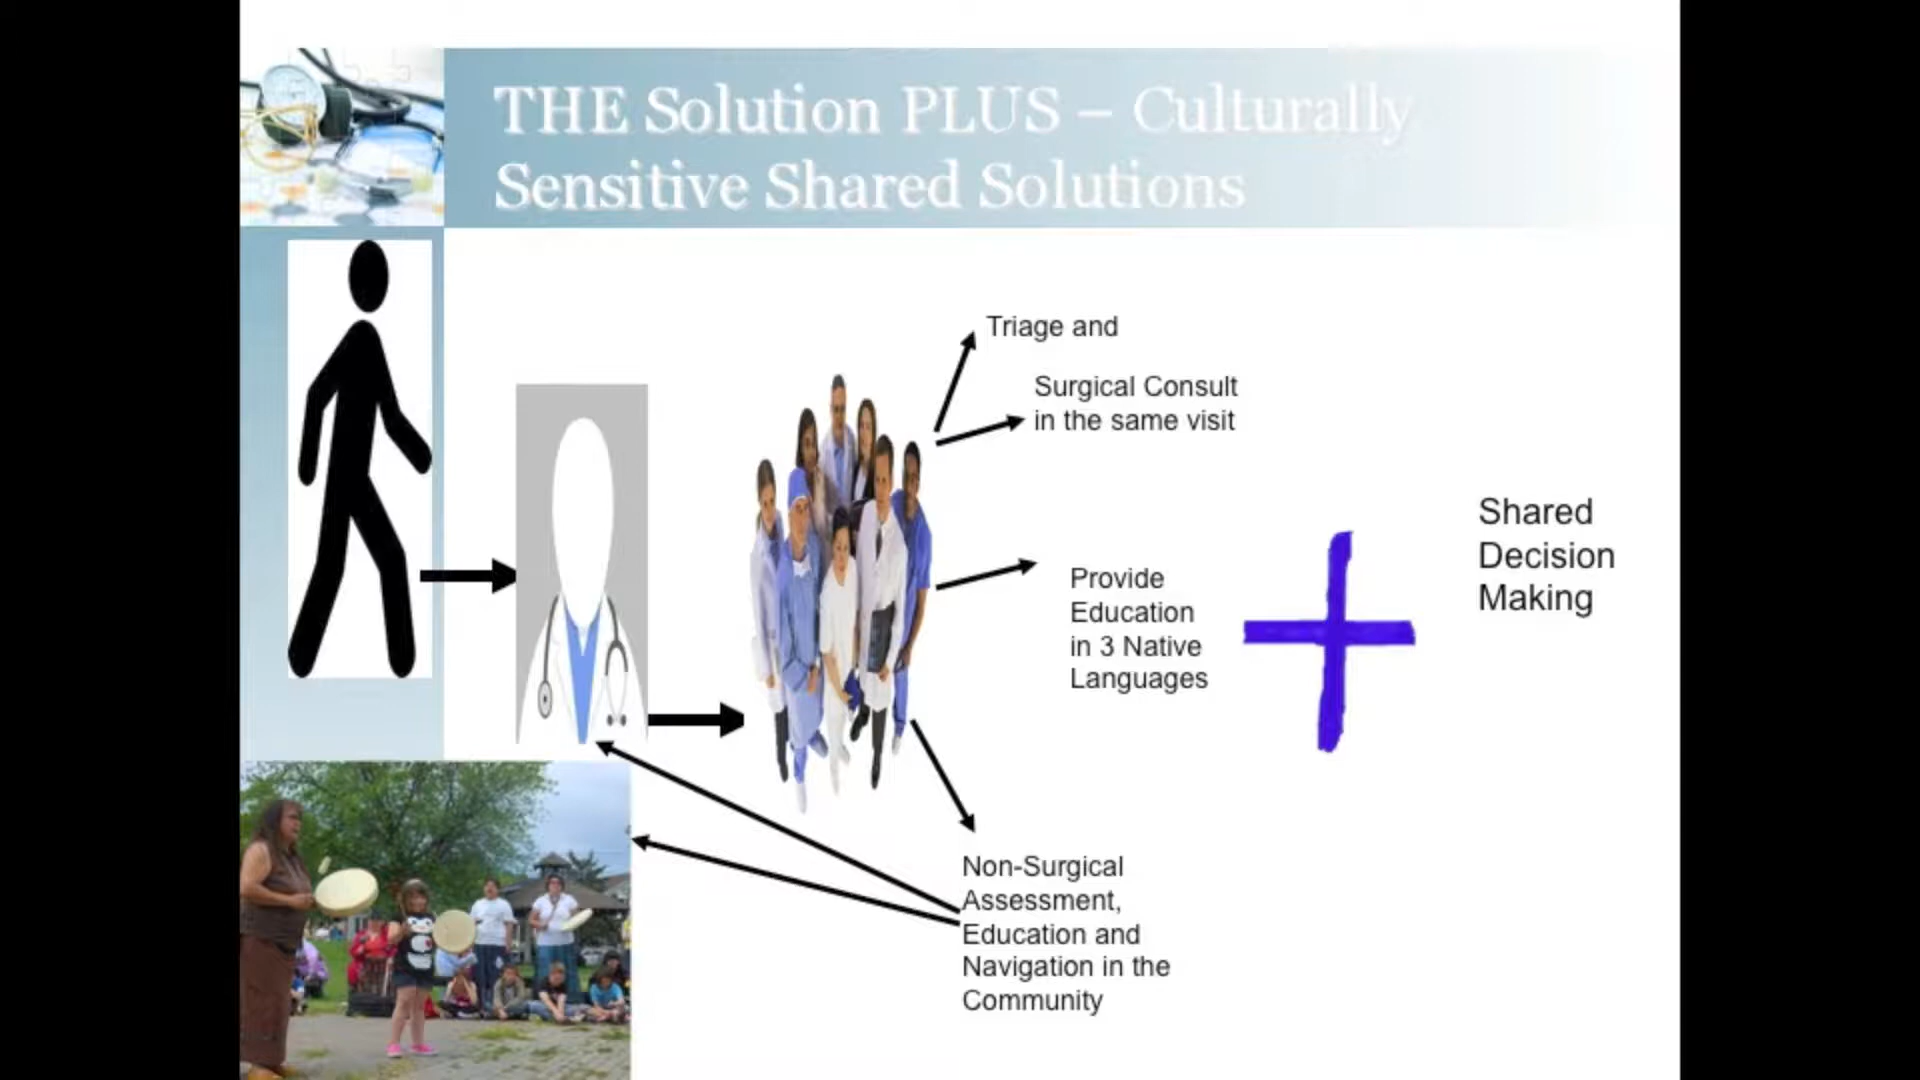 THE Solution PLUS – Culturally
Sensitive Shared Solutions
Triage and
Surgical Consult
in the same visit
Provide
Education
in 3 Native
Languages
Shared
Decision
Making
Non-Surgical
Assessment,
Education and
Navigation in the
Community